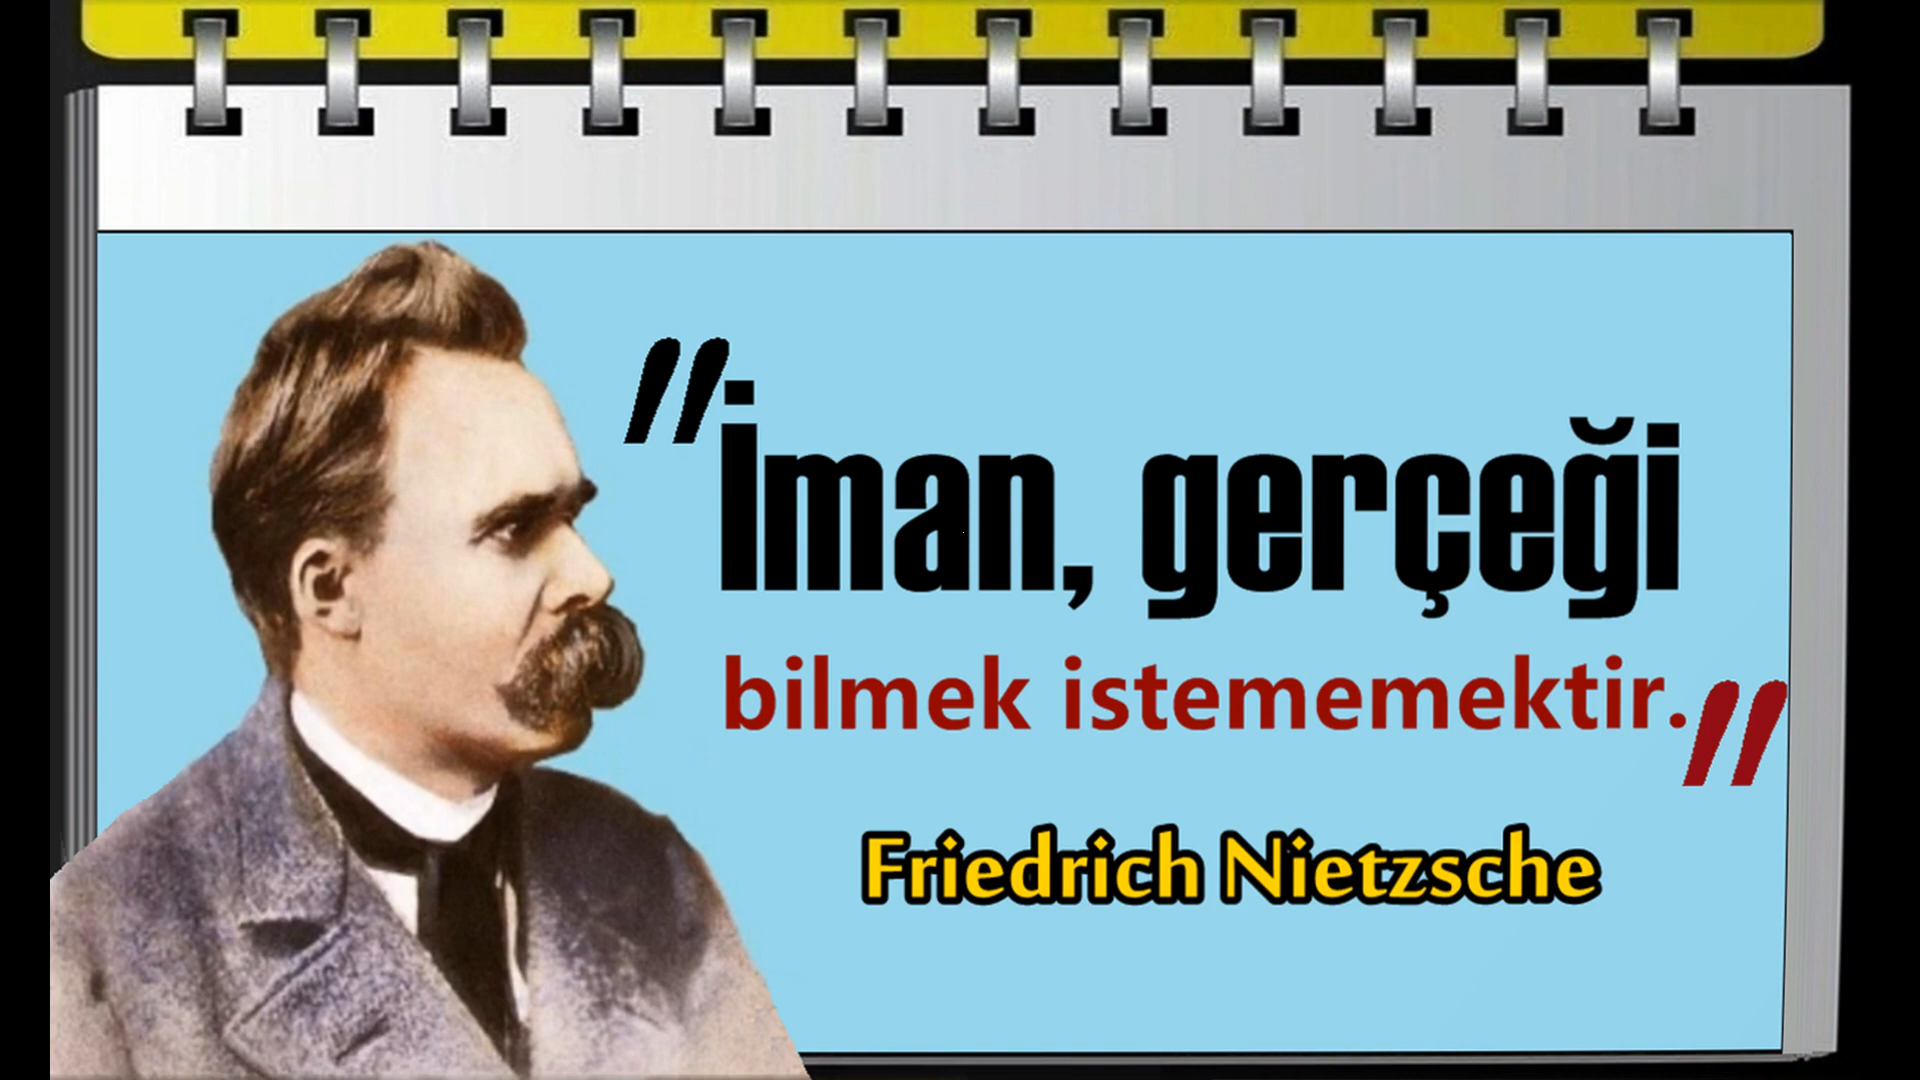 "İman, gerçeği
bilmek istememektir."
Friedrich Nietzsche